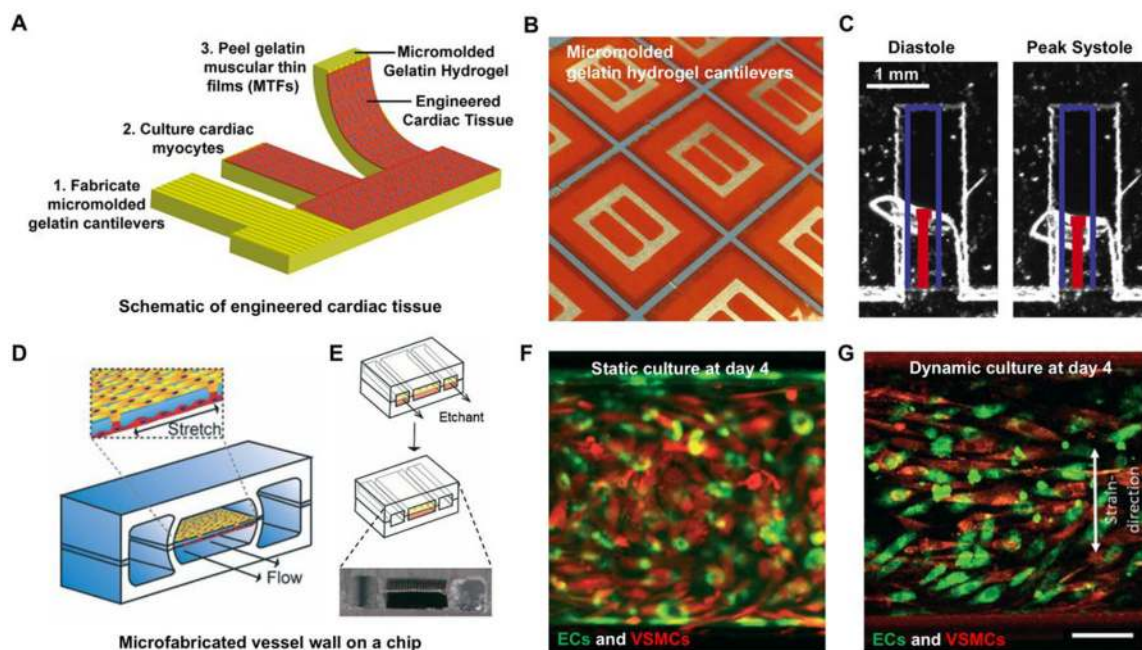 A
3. Peel gelatin
muscular thin
films (MTFs)
Micromolded
Gelatin Hydrogel
Engineered
Cardiac Tissue
2. Culture cardiac
myocytes
1. Fabricate
micromolded
gelatin cantilevers
Schematic of engineered cardiac tissue
B
Micromolded
gelatin hydrogel cantilevers
C
Diastole
Peak Systole
1 mm
D
Stretch
Flow
E
Etchant
Microfabricated vessel wall on a chip
F
Static culture at day 4
ECs and VSMCs
G
Dynamic culture at day 4
Strain-
direction
ECs and VSMCs